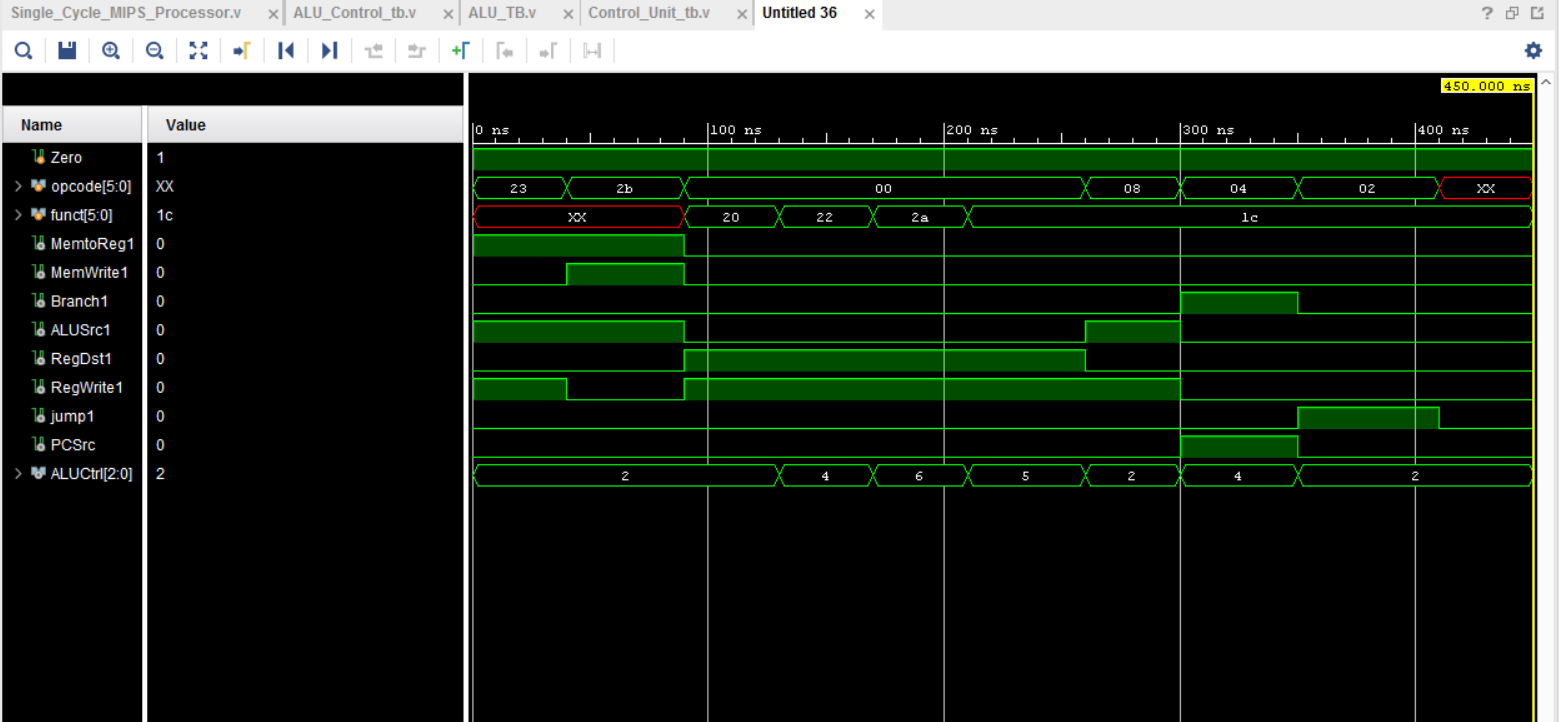 Single_Cycle_MIPS_Processor.v × ALU_Control_tb.v × ALU_TB.v × Control_Unit_tb.v × Untitled 36 ×
450.000 ns
Name Value
0 ns 100 ns 200 ns 300 ns 400 ns
Zero 1
opcode[5:0] XX 23 2b 00 08 04 02 XX
funct[5:0] 1c XX 20 22 2a 1c
MemtoReg1 0
MemWrite1 0
Branch1 0
ALUSrc1 0
RegDst1 0
RegWrite1 0
jump1 0
PCSrc 0
ALUCtrl[2:0] 2 2 4 6 5 2 4 2